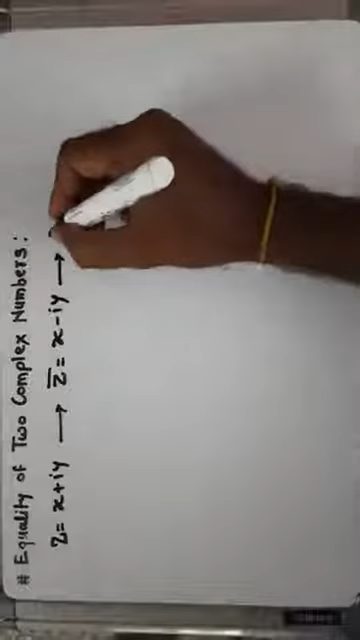 # Equality of Two Complex Numbers:
Z = x+iy → z̅ = x-iy →